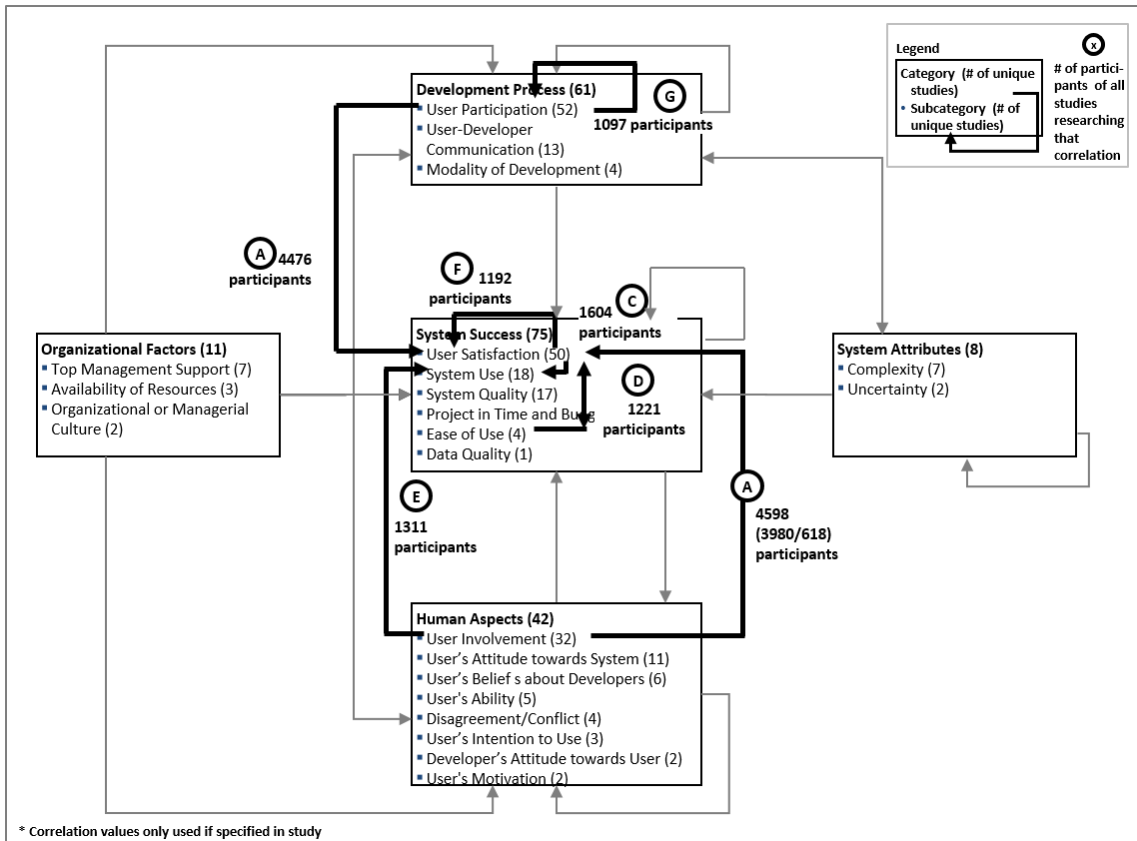 Legend
Category (# of unique
studies)
▪ Subcategory (# of
unique studies)
x
# of partici-
pants of all
studies
researching
that
correlation
Development Process (61)
▪ User Participation (52)
▪ User-Developer
Communication (13)
▪ Modality of Development (4)
G
1097 participants
A 4476
participants
F 1192
participants
C
1604
participants
System Success (75)
▪ User Satisfaction (50)
▪ System Use (18)
▪ System Quality (17)
▪ Project in Time and Budg
▪ Ease of Use (4)
▪ Data Quality (1)
D
1221
participants
Organizational Factors (11)
▪ Top Management Support (7)
▪ Availability of Resources (3)
▪ Organizational or Managerial
Culture (2)
System Attributes (8)
▪ Complexity (7)
▪ Uncertainty (2)
E
1311
participants
A
4598
(3980/618)
participants
Human Aspects (42)
▪ User Involvement (32)
▪ User’s Attitude towards System (11)
▪ User’s Belief s about Developers (6)
▪ User's Ability (5)
▪ Disagreement/Conflict (4)
▪ User’s Intention to Use (3)
▪ Developer’s Attitude towards User (2)
▪ User's Motivation (2)
* Correlation values only used if specified in study